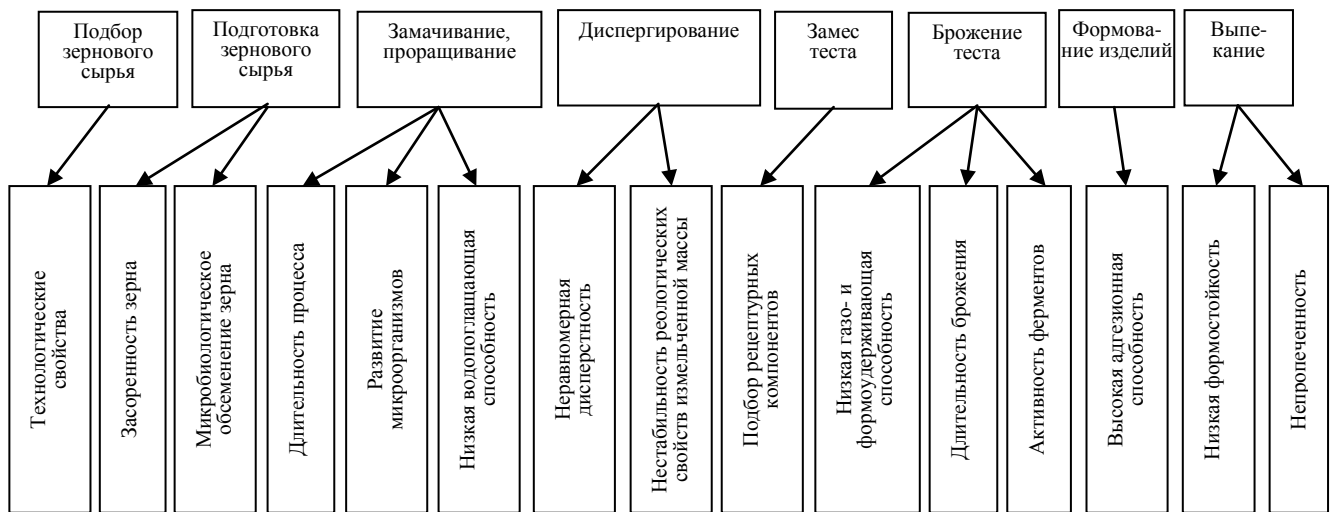 Подбор
зернового
сырья
Подготовка
зернового
сырья
Замачивание,
проращивание
Диспергирование
Замес
теста
Брожение
теста
Формова-
ние изделий
Выпе-
кание
Технологические
свойства
Засоренность зерна
Микробиологическое
обсеменение зерна
Длительность процесса
Развитие
микроорганизмов
Низкая водопоглащающая
способность
Неравномерная
дисперстность
Нестабильность реологических
свойств измельченной массы
Подбор рецептурных
компонентов
Низкая газо- и
формоудерживающая
способность
Длительность брожения
Активность ферментов
Высокая адгезионная
способность
Низкая формостойкость
Непропеченность